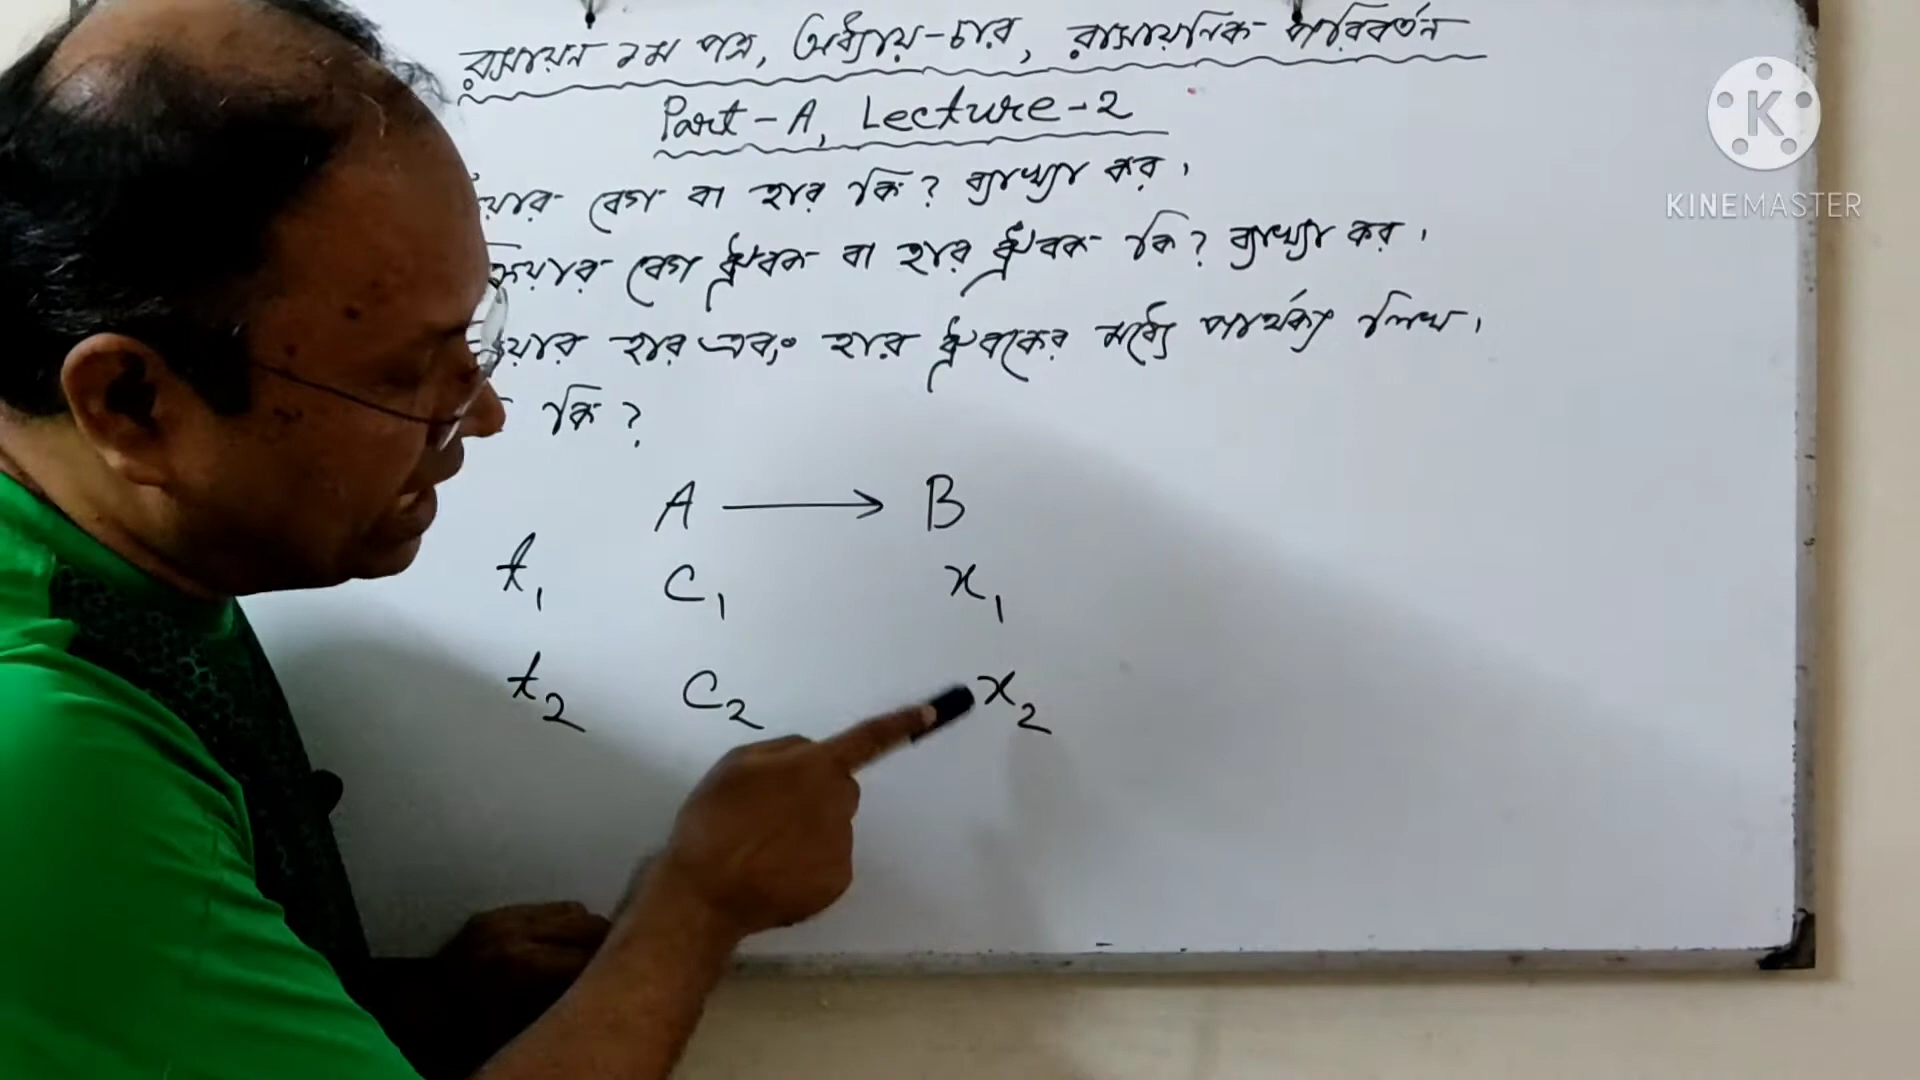 রসায়ন ১ম পত্র, অধ্যায়-চার, রাসায়নিক পরিবর্তন
Part-A, Lecture-2
য়ার বেগ বা হার কি? ব্যাখ্যা কর।
ক্রিয়ার বেগ ধ্রুবক বা হার ধ্রুবক কি? ব্যাখ্যা কর।
য়ার হার এবং হার ধ্রুবকের মধ্যে পার্থক্য লিখ।
কি?
A → B
t₁ C₁ x₁
t₂ C₂ x₂
K
KINEMASTER